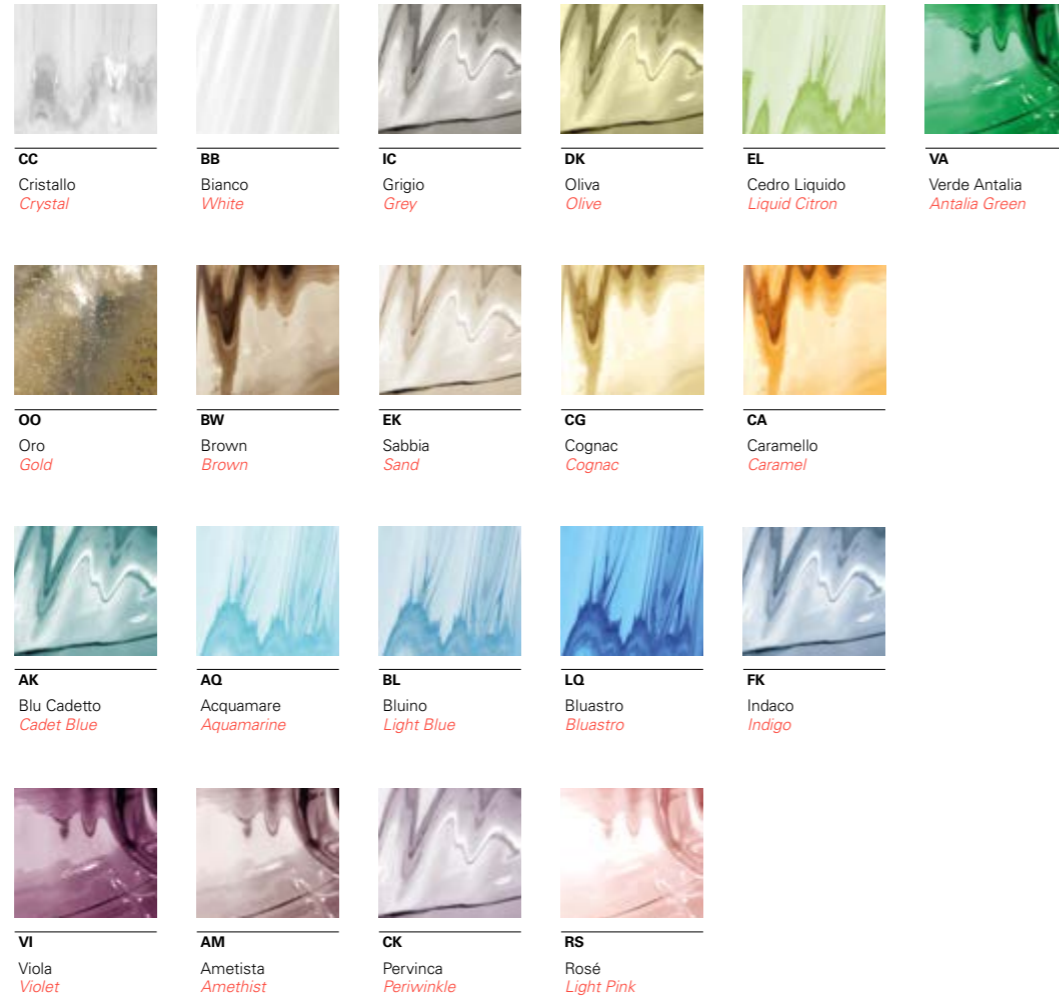 CC
Cristallo
Crystal
BB
Bianco
White
IC
Grigio
Grey
DK
Oliva
Olive
EL
Cedro Liquido
Liquid Citron
VA
Verde Antalia
Antalia Green
OO
Oro
Gold
BW
Brown
Brown
EK
Sabbia
Sand
CG
Cognac
Cognac
CA
Caramello
Caramel
AK
Blu Cadetto
Cadet Blue
AQ
Acquamare
Aquamarine
BL
Bluino
Light Blue
LQ
Bluastro
Bluastro
FK
Indaco
Indigo
VI
Viola
Violet
AM
Ametista
Amethist
CK
Pervinca
Periwinkle
RS
Rosé
Light Pink